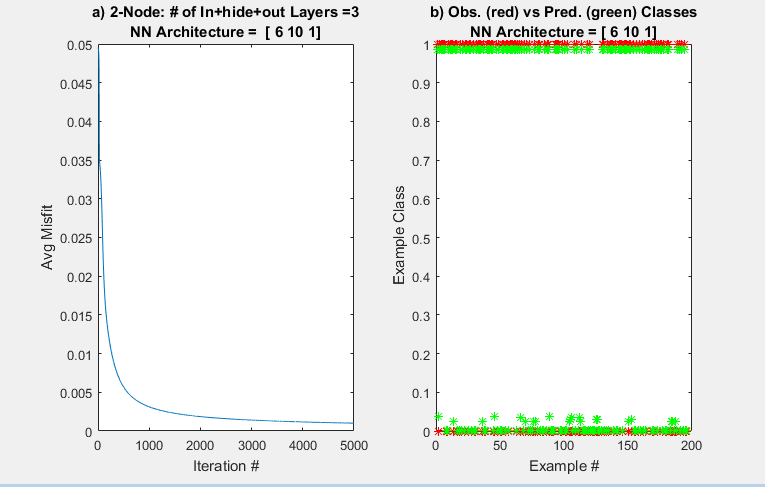 a) 2-Node: # of In+hide+out Layers =3
NN Architecture = [ 6 10 1]
0.05
0.045
0.04
0.035
0.03
0.025
0.02
0.015
0.01
0.005
0
Avg Misfit
0 1000 2000 3000 4000 5000
Iteration #
b) Obs. (red) vs Pred. (green) Classes
NN Architecture = [ 6 10 1]
1
0.9
0.8
0.7
0.6
0.5
0.4
0.3
0.2
0.1
0
Example Class
0 50 100 150 200
Example #